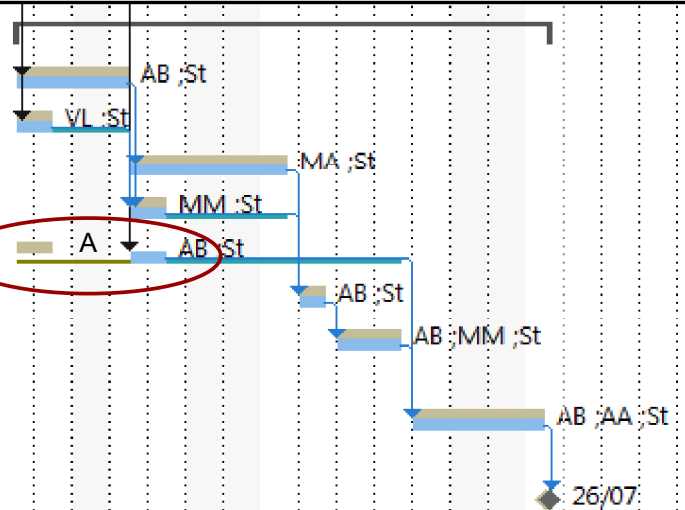 AB ;St
VL ;St
MA ;St
MM ;St
A
AB ;St
AB ;St
AB ;MM ;St
AB ;AA ;St
26/07